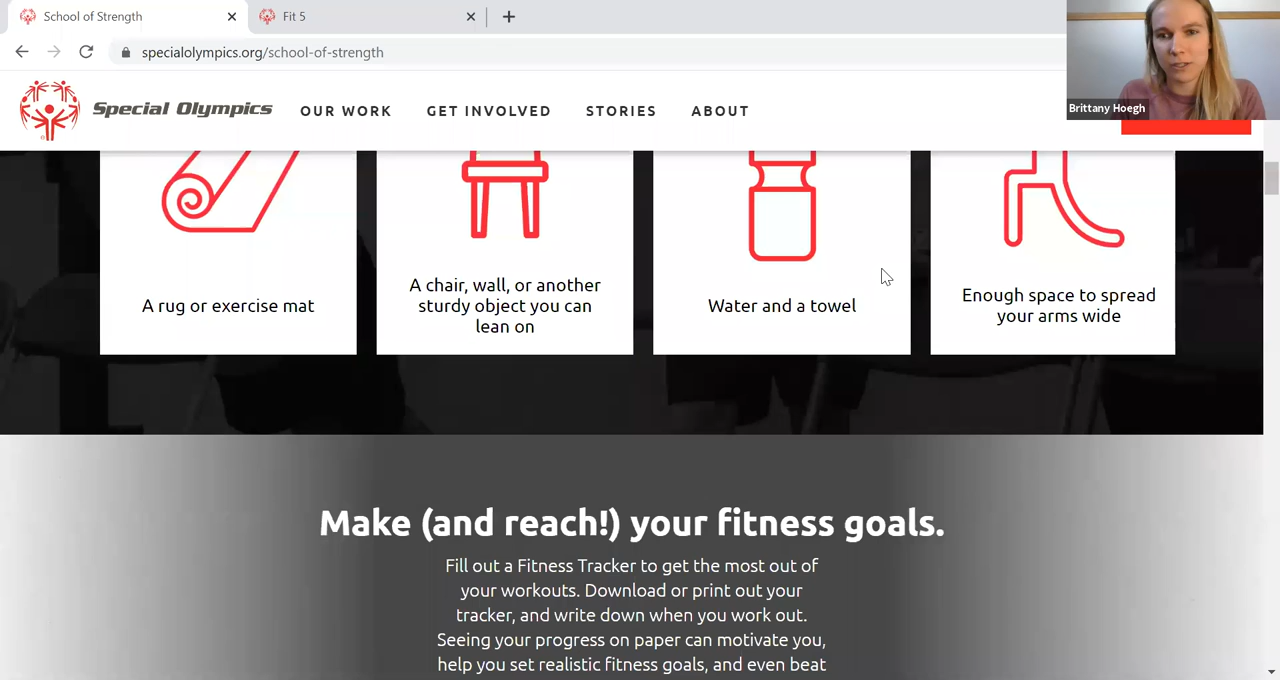 School of Strength
Fit 5
specialolympics.org/school-of-strength
Brittany Hoegh
Special Olympics
OUR WORK
GET INVOLVED
STORIES
ABOUT
A rug or exercise mat
A chair, wall, or another
sturdy object you can
lean on
Water and a towel
Enough space to spread
your arms wide
Make (and reach!) your fitness goals.
Fill out a Fitness Tracker to get the most out of
your workouts. Download or print out your
tracker, and write down when you work out.
Seeing your progress on paper can motivate you,
help you set realistic fitness goals, and even beat